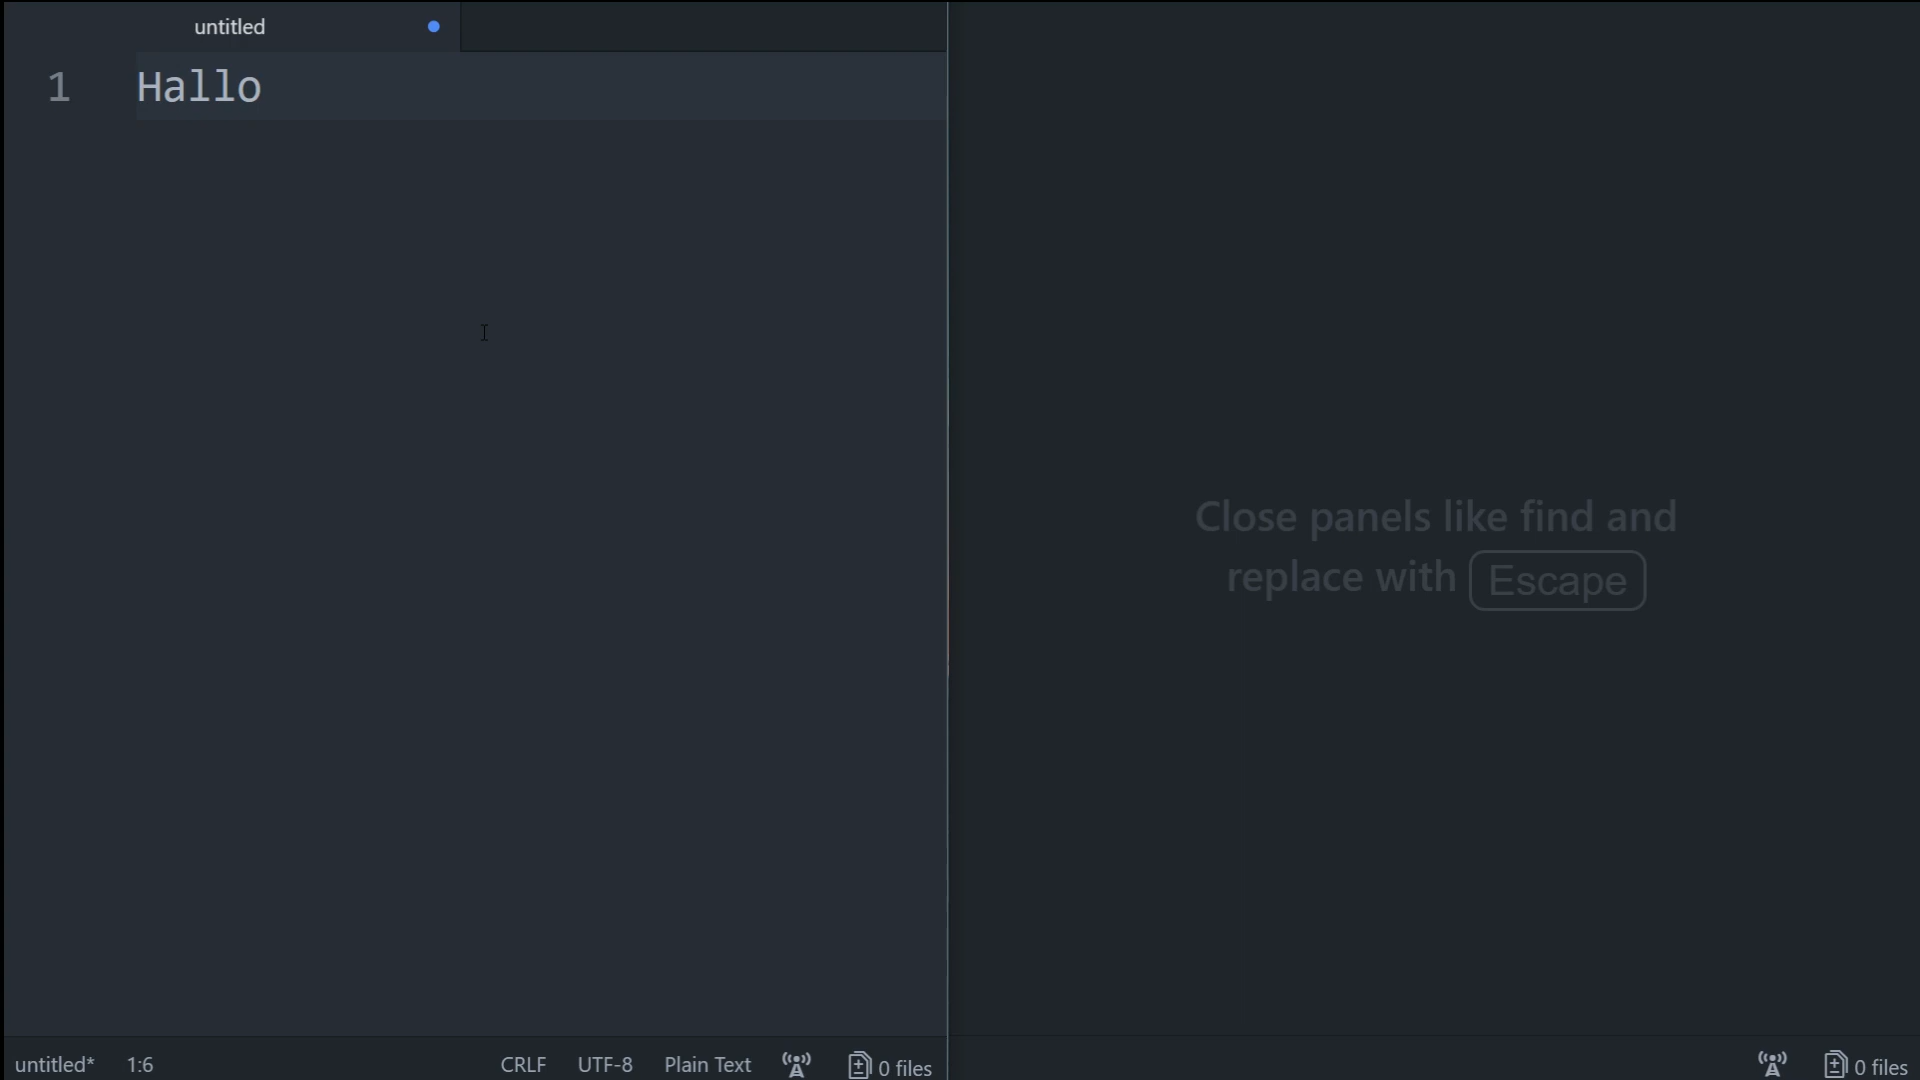 untitled
1 Hallo
Close panels like find and
replace with Escape
untitled* 1:6 CRLF UTF-8 Plain Text 0 files
0 files